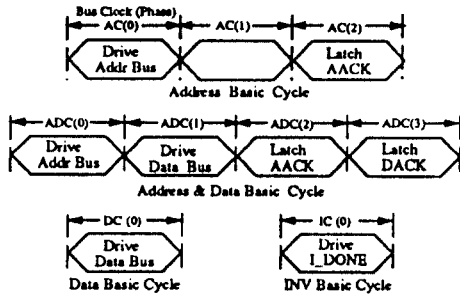 Bus Clock (Phase)
AC(0) AC(1) AC(2)
Drive Addr Bus Latch AACK
Address Basic Cycle
ADC(0) ADC(1) ADC(2) ADC(3)
Drive Addr Bus Drive Data Bus Latch AACK Latch DACK
Address & Data Basic Cycle
DC (0) IC (0)
Drive Data Bus Drive I_DONE
Data Basic Cycle INV Basic Cycle